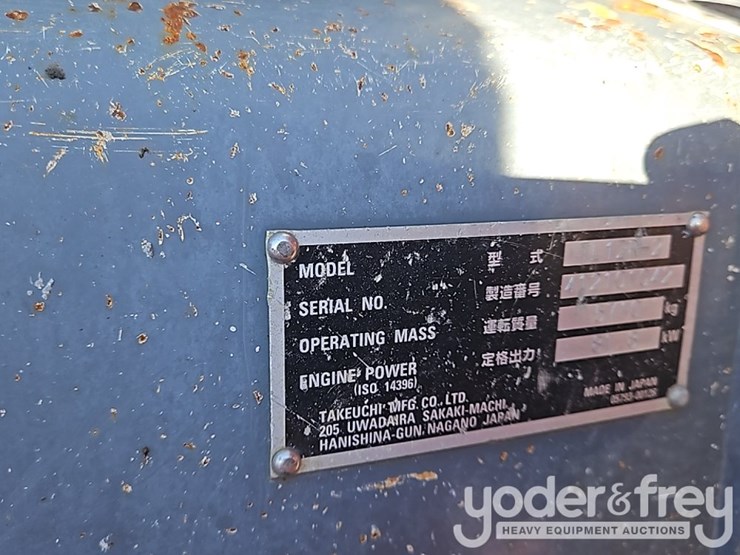 MODEL 型式
SERIAL NO. 製造番号
OPERATING MASS 運転質量 kg
ENGINE POWER 定格出力 kW
(ISO 14396)
TAKEUCHI MFG. CO., LTD.
205 UWADAIRA SAKAKI-MACHI,
HANISHINA-GUN, NAGANO JAPAN
MADE IN JAPAN
05793-00126
yoder&frey
HEAVY EQUIPMENT AUCTIONS